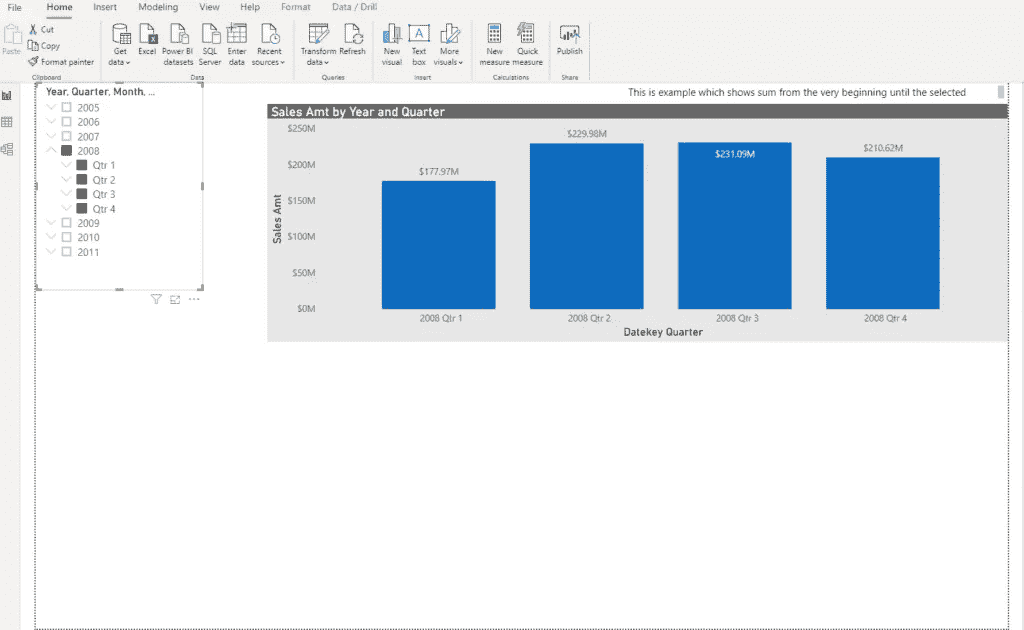 File Home Insert Modeling View Help Format Data / Drill
Paste
Cut
Copy
Format painter
Clipboard
Get data
Excel
Power BI datasets
SQL Server
Enter data
Recent sources
Data
Transform data
Refresh
Queries
New visual
Text box
More visuals
Insert
New measure
Quick measure
Calculations
Publish
Share
Year, Quarter, Month, ...
2005
2006
2007
2008
Qtr 1
Qtr 2
Qtr 3
Qtr 4
2009
2010
2011
This is example which shows sum from the very beginning until the selected
Sales Amt by Year and Quarter
Sales Amt
$250M
$200M
$150M
$100M
$50M
$0M
$177.97M
$229.98M
$231.09M
$210.62M
2008 Qtr 1
2008 Qtr 2
2008 Qtr 3
2008 Qtr 4
Datekey Quarter